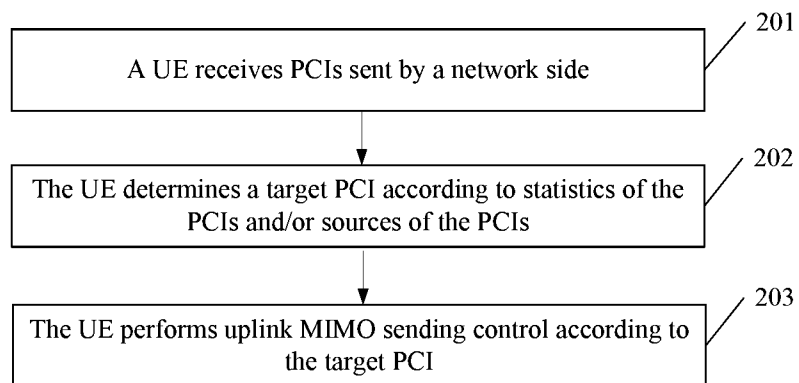 201
A UE receives PCIs sent by a network side
202
The UE determines a target PCI according to statistics of the
PCIs and/or sources of the PCIs
203
The UE performs uplink MIMO sending control according to
the target PCI